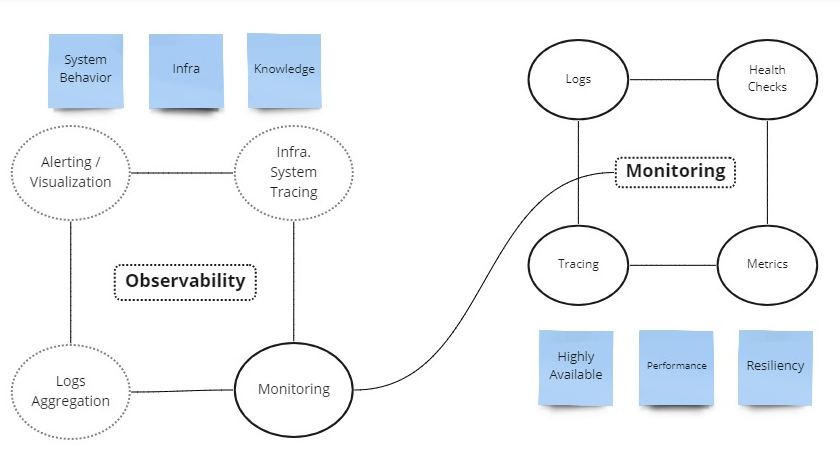 System
Behavior
Infra
Knowledge
Alerting /
Visualization
Infra.
System
Tracing
Observability
Logs
Aggregation
Monitoring
Logs
Health
Checks
Monitoring
Tracing
Metrics
Highly
Available
Performance
Resiliency